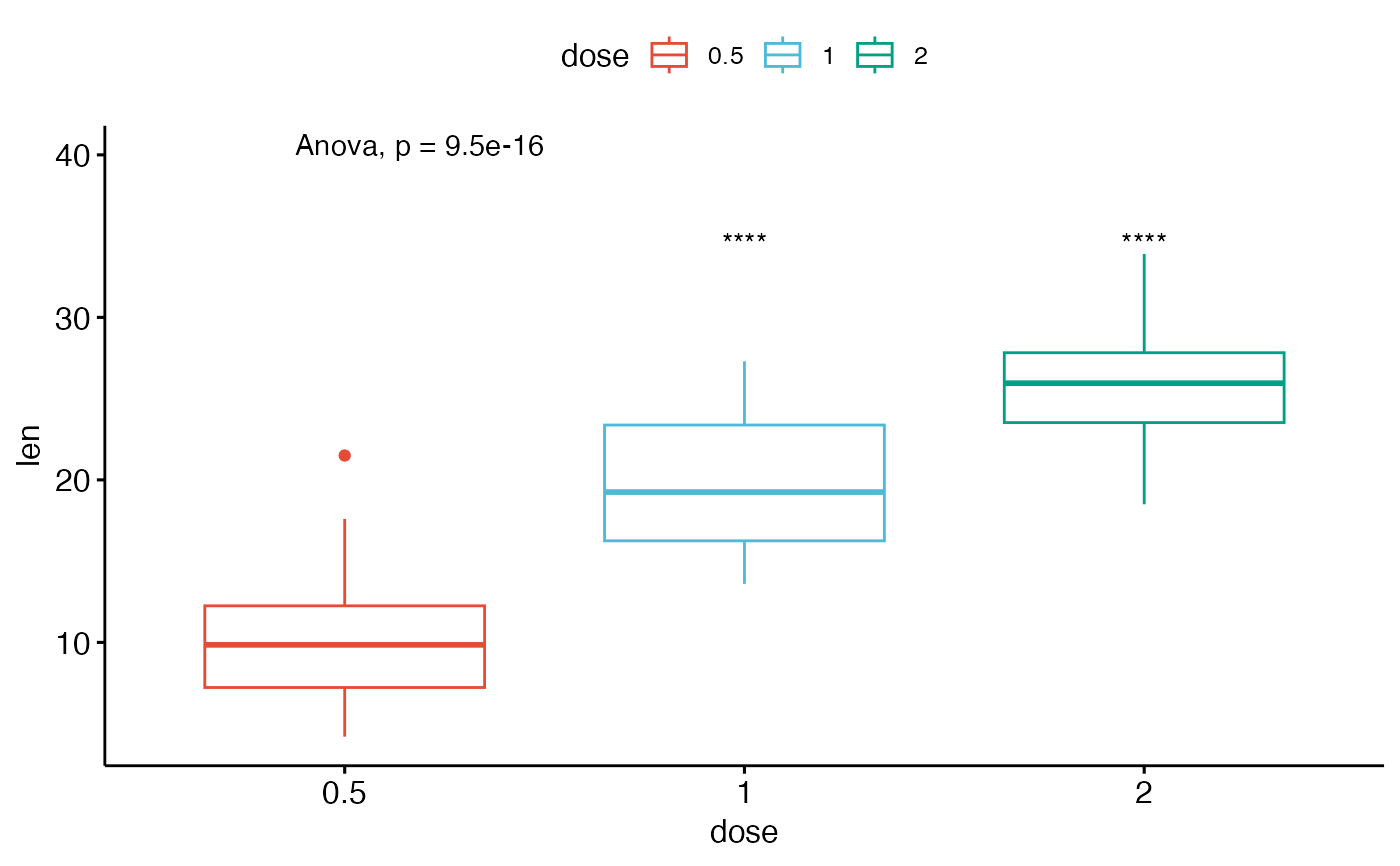 dose 0.5 1 2
Anova, p = 9.5e-16
40
30
20
10
**** ****
len
0.5 1 2
dose